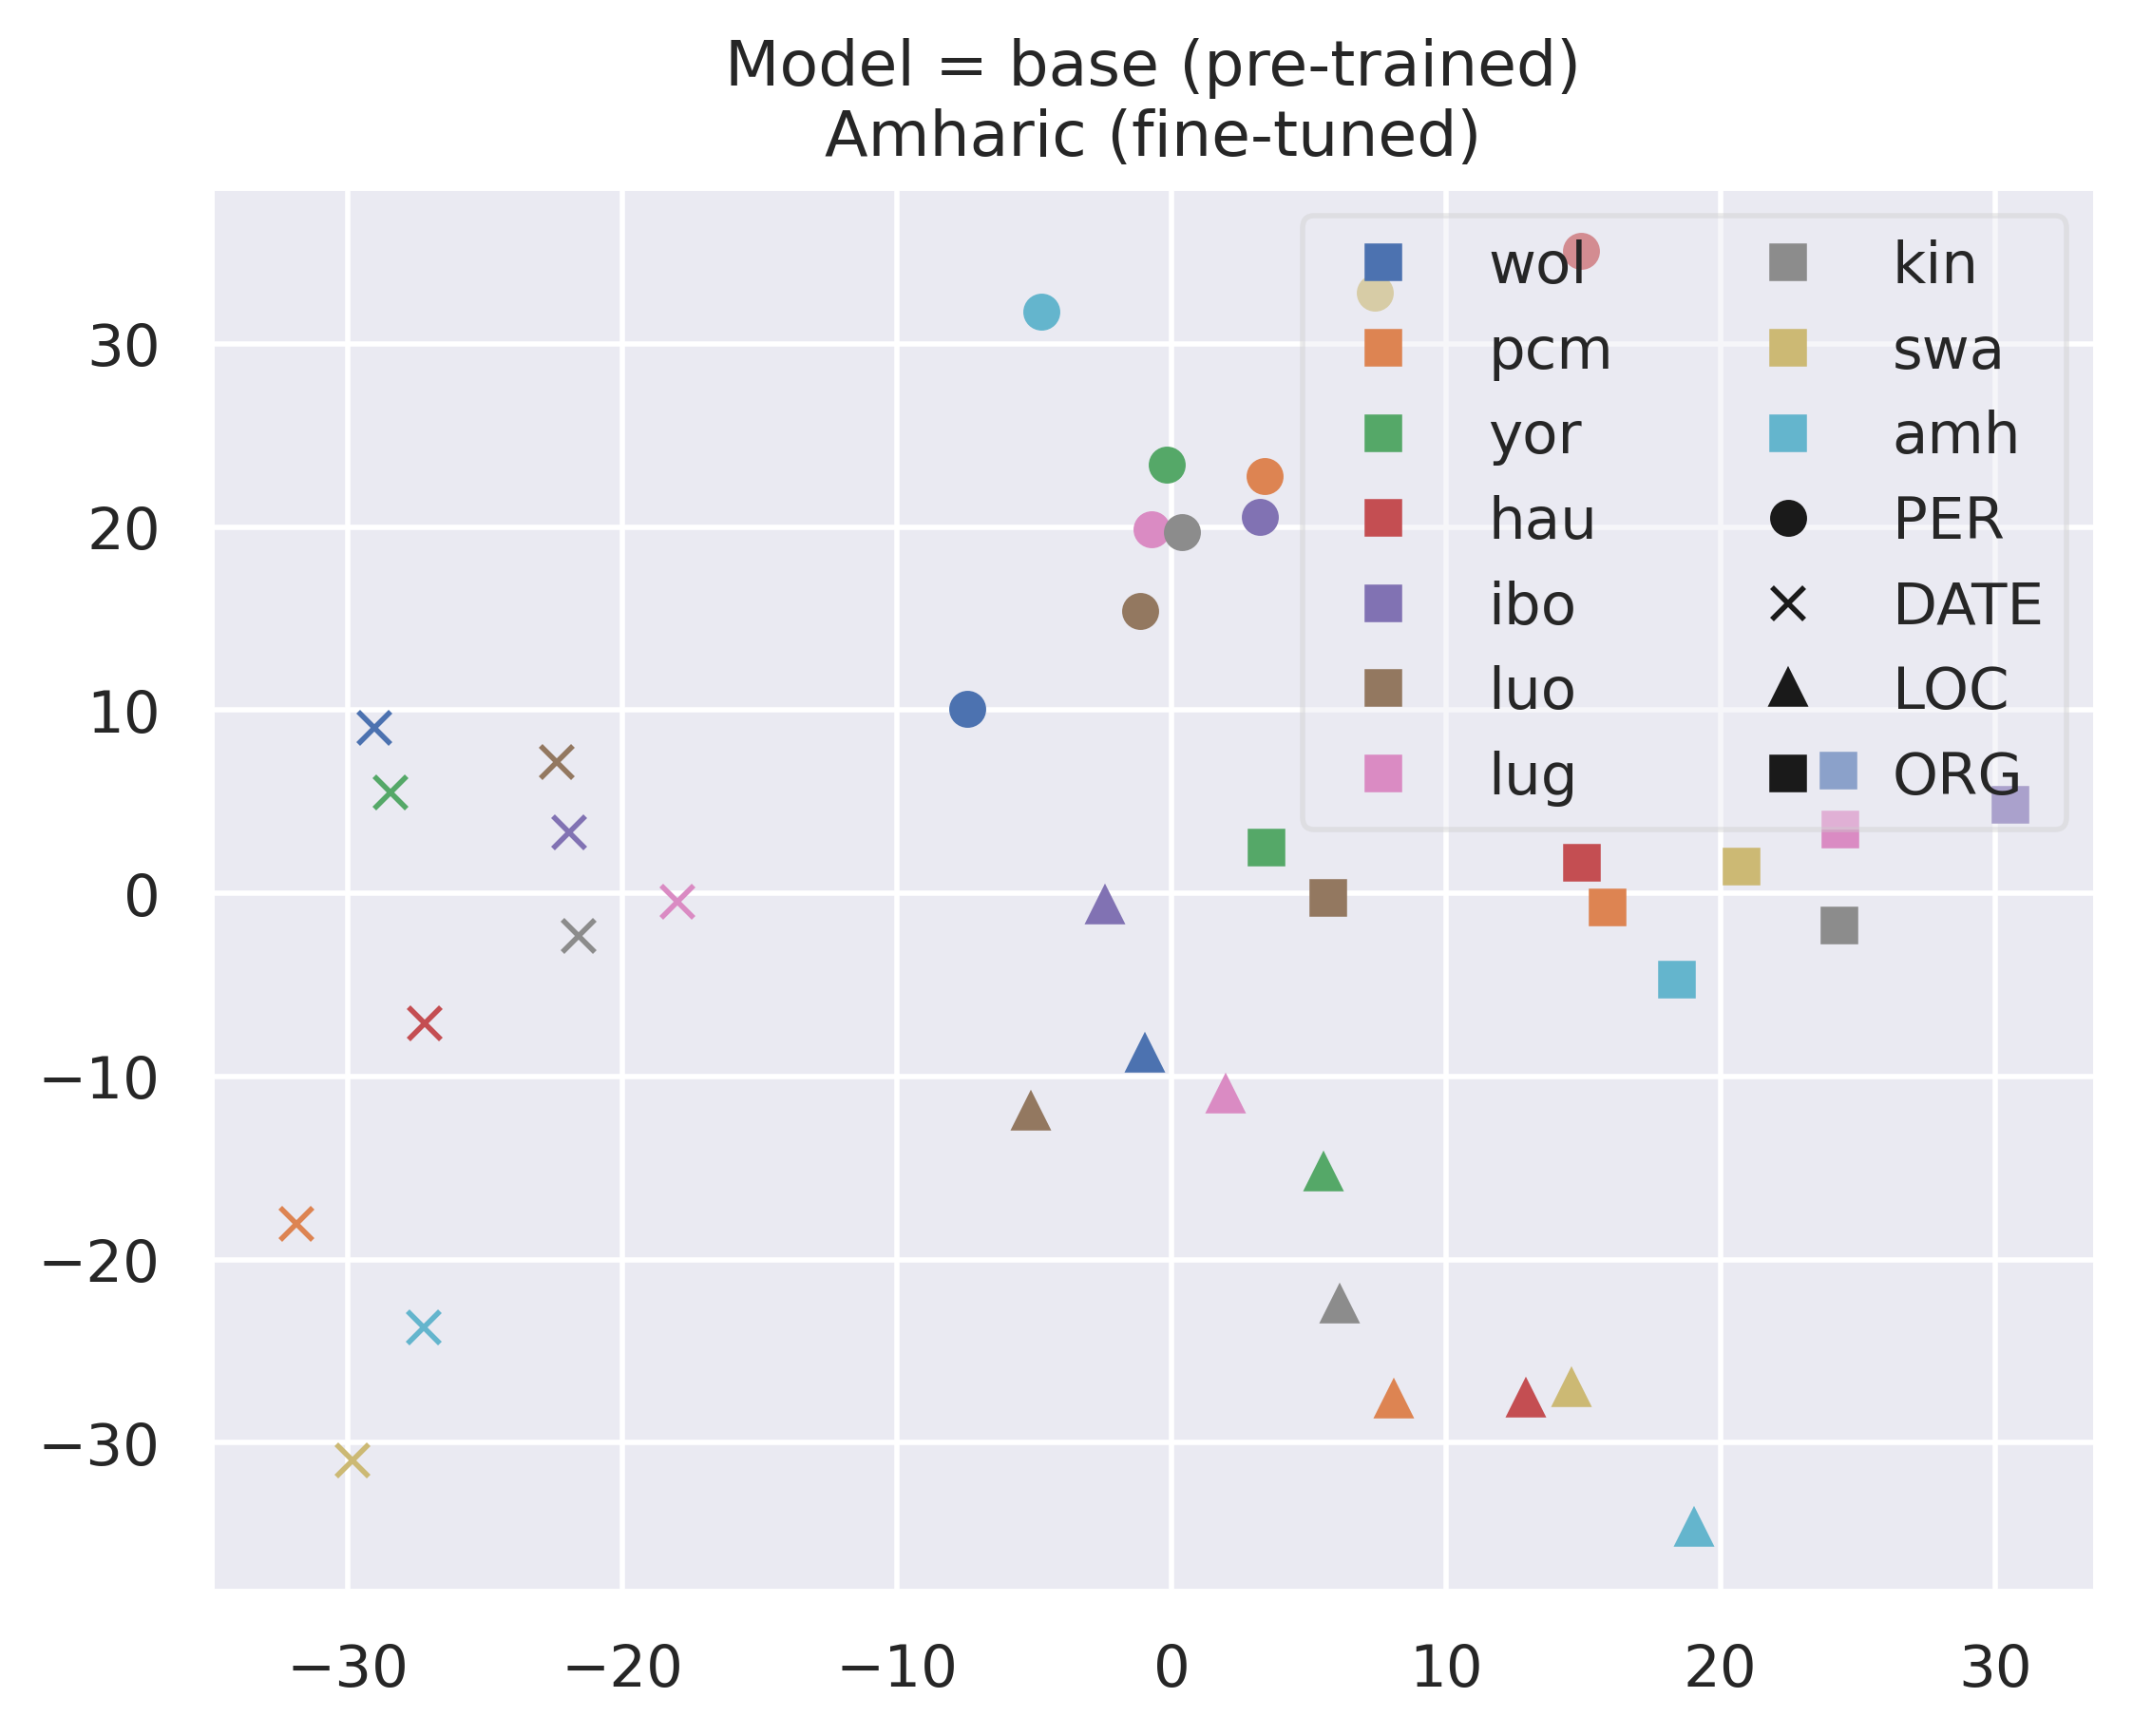 Model = base (pre-trained)
Amharic (fine-tuned)
wol kin
pcm swa
yor amh
hau PER
ibo DATE
luo LOC
lug ORG
30
20
10
0
−10
−20
−30
−30 −20 −10 0 10 20 30